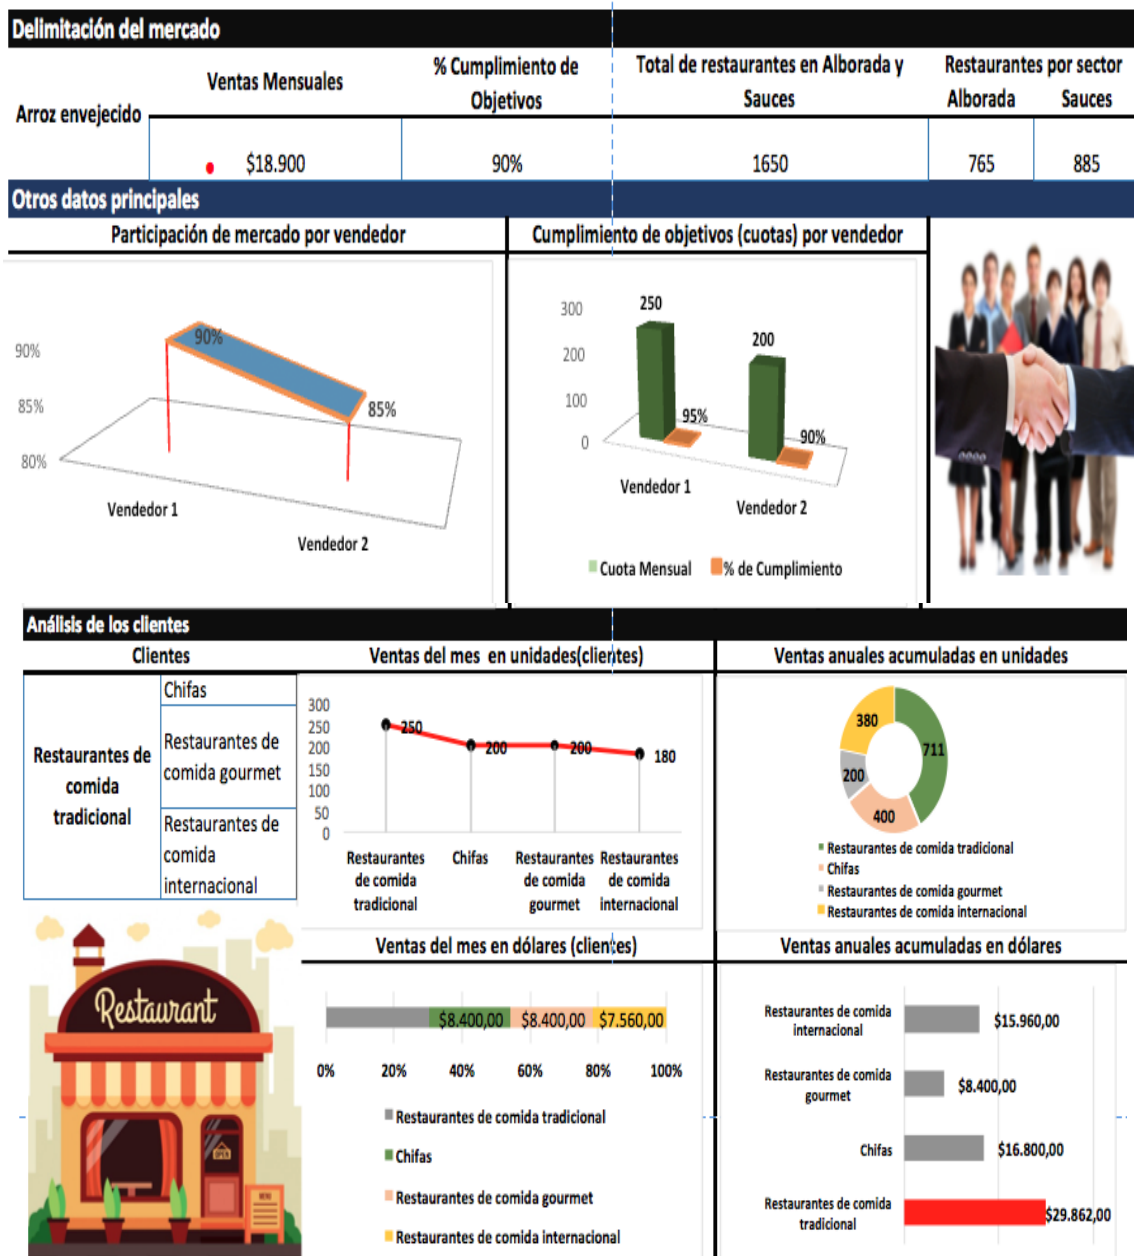 Delimitación del mercado
Arroz envejecido
Ventas Mensuales
% Cumplimiento de
Objetivos
Total de restaurantes en Alborada y
Sauces
Restaurantes por sector
Alborada Sauces
$18.900 90% 1650 765 885
Otros datos principales
Participación de mercado por vendedor
90%
85%
80%
90%
85%
Vendedor 1
Vendedor 2
Cumplimiento de objetivos (cuotas) por vendedor
300
200
100
0
250
200
95%
90%
Vendedor 1
Vendedor 2
Cuota Mensual % de Cumplimiento
Análisis de los clientes
Clientes
Restaurantes de
comida
tradicional
Chifas
Restaurantes de
comida gourmet
Restaurantes de
comida
internacional
Restaurant
OPEN
MENU
Ventas del mes en unidades(clientes)
300
250
200
150
100
50
0
250
200
200
180
Restaurantes
de comida
tradicional
Chifas
Restaurantes
de comida
gourmet
Restaurantes
de comida
internacional
Ventas anuales acumuladas en unidades
380
711
200
400
Restaurantes de comida tradicional
Chifas
Restaurantes de comida gourmet
Restaurantes de comida internacional
Ventas del mes en dólares (clientes)
$8.400,00 $8.400,00 $7.560,00
0% 20% 40% 60% 80% 100%
Restaurantes de comida tradicional
Chifas
Restaurantes de comida gourmet
Restaurantes de comida internacional
Ventas anuales acumuladas en dólares
Restaurantes de comida
internacional
$15.960,00
Restaurantes de comida
gourmet
$8.400,00
Chifas
$16.800,00
Restaurantes de comida
tradicional
$29.862,00